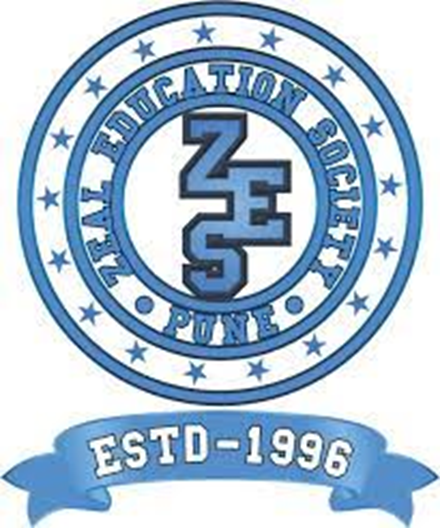 ZEAL EDUCATION SOCIETY
ZES
PUNE
ESTD-1996